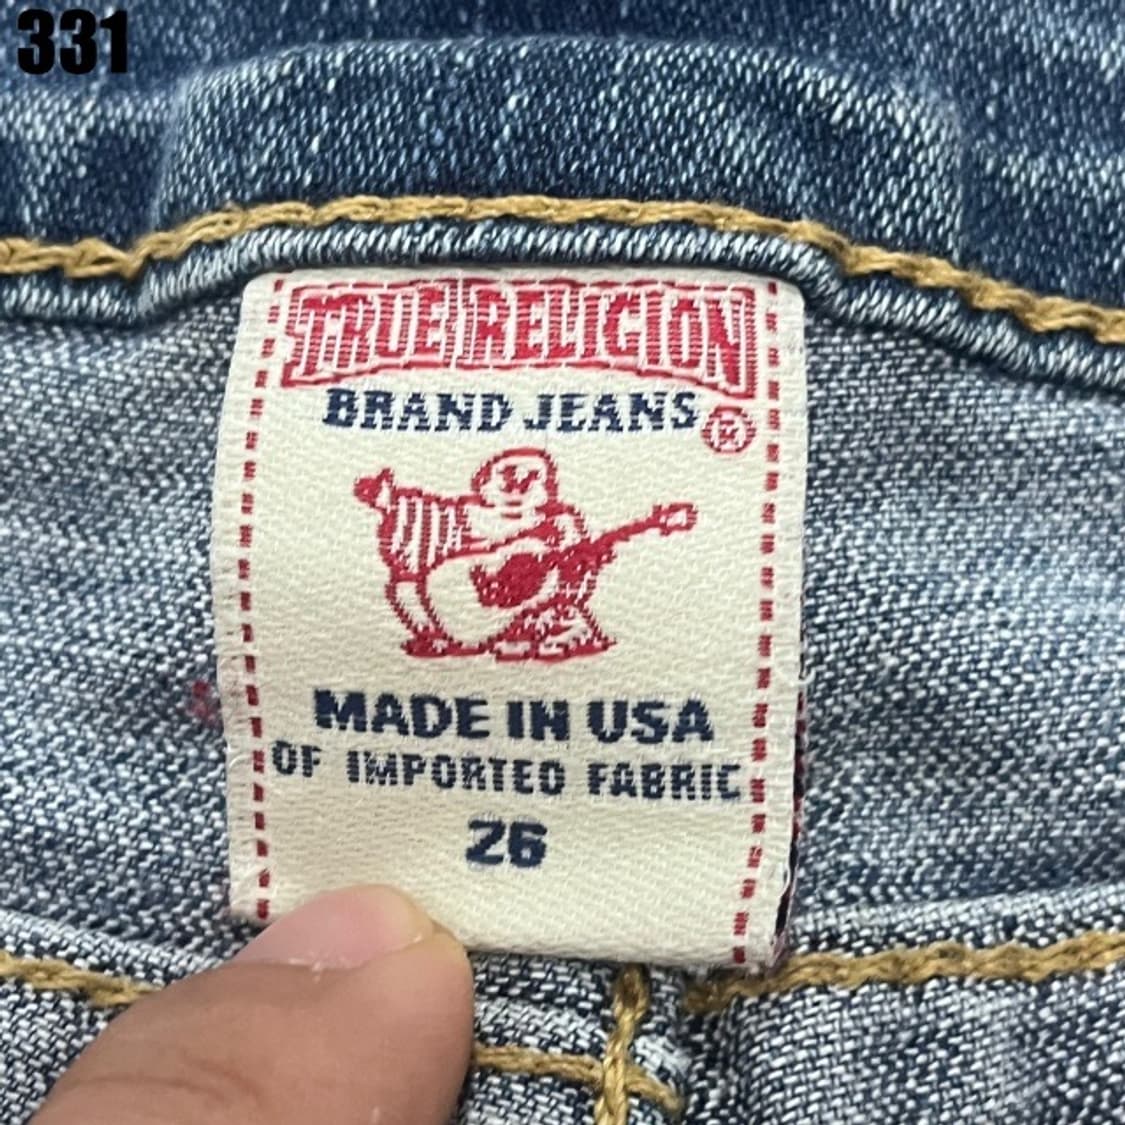 331
TRUE RELIGION
BRAND JEANS ®
MADE IN USA
OF IMPORTED FABRIC
26